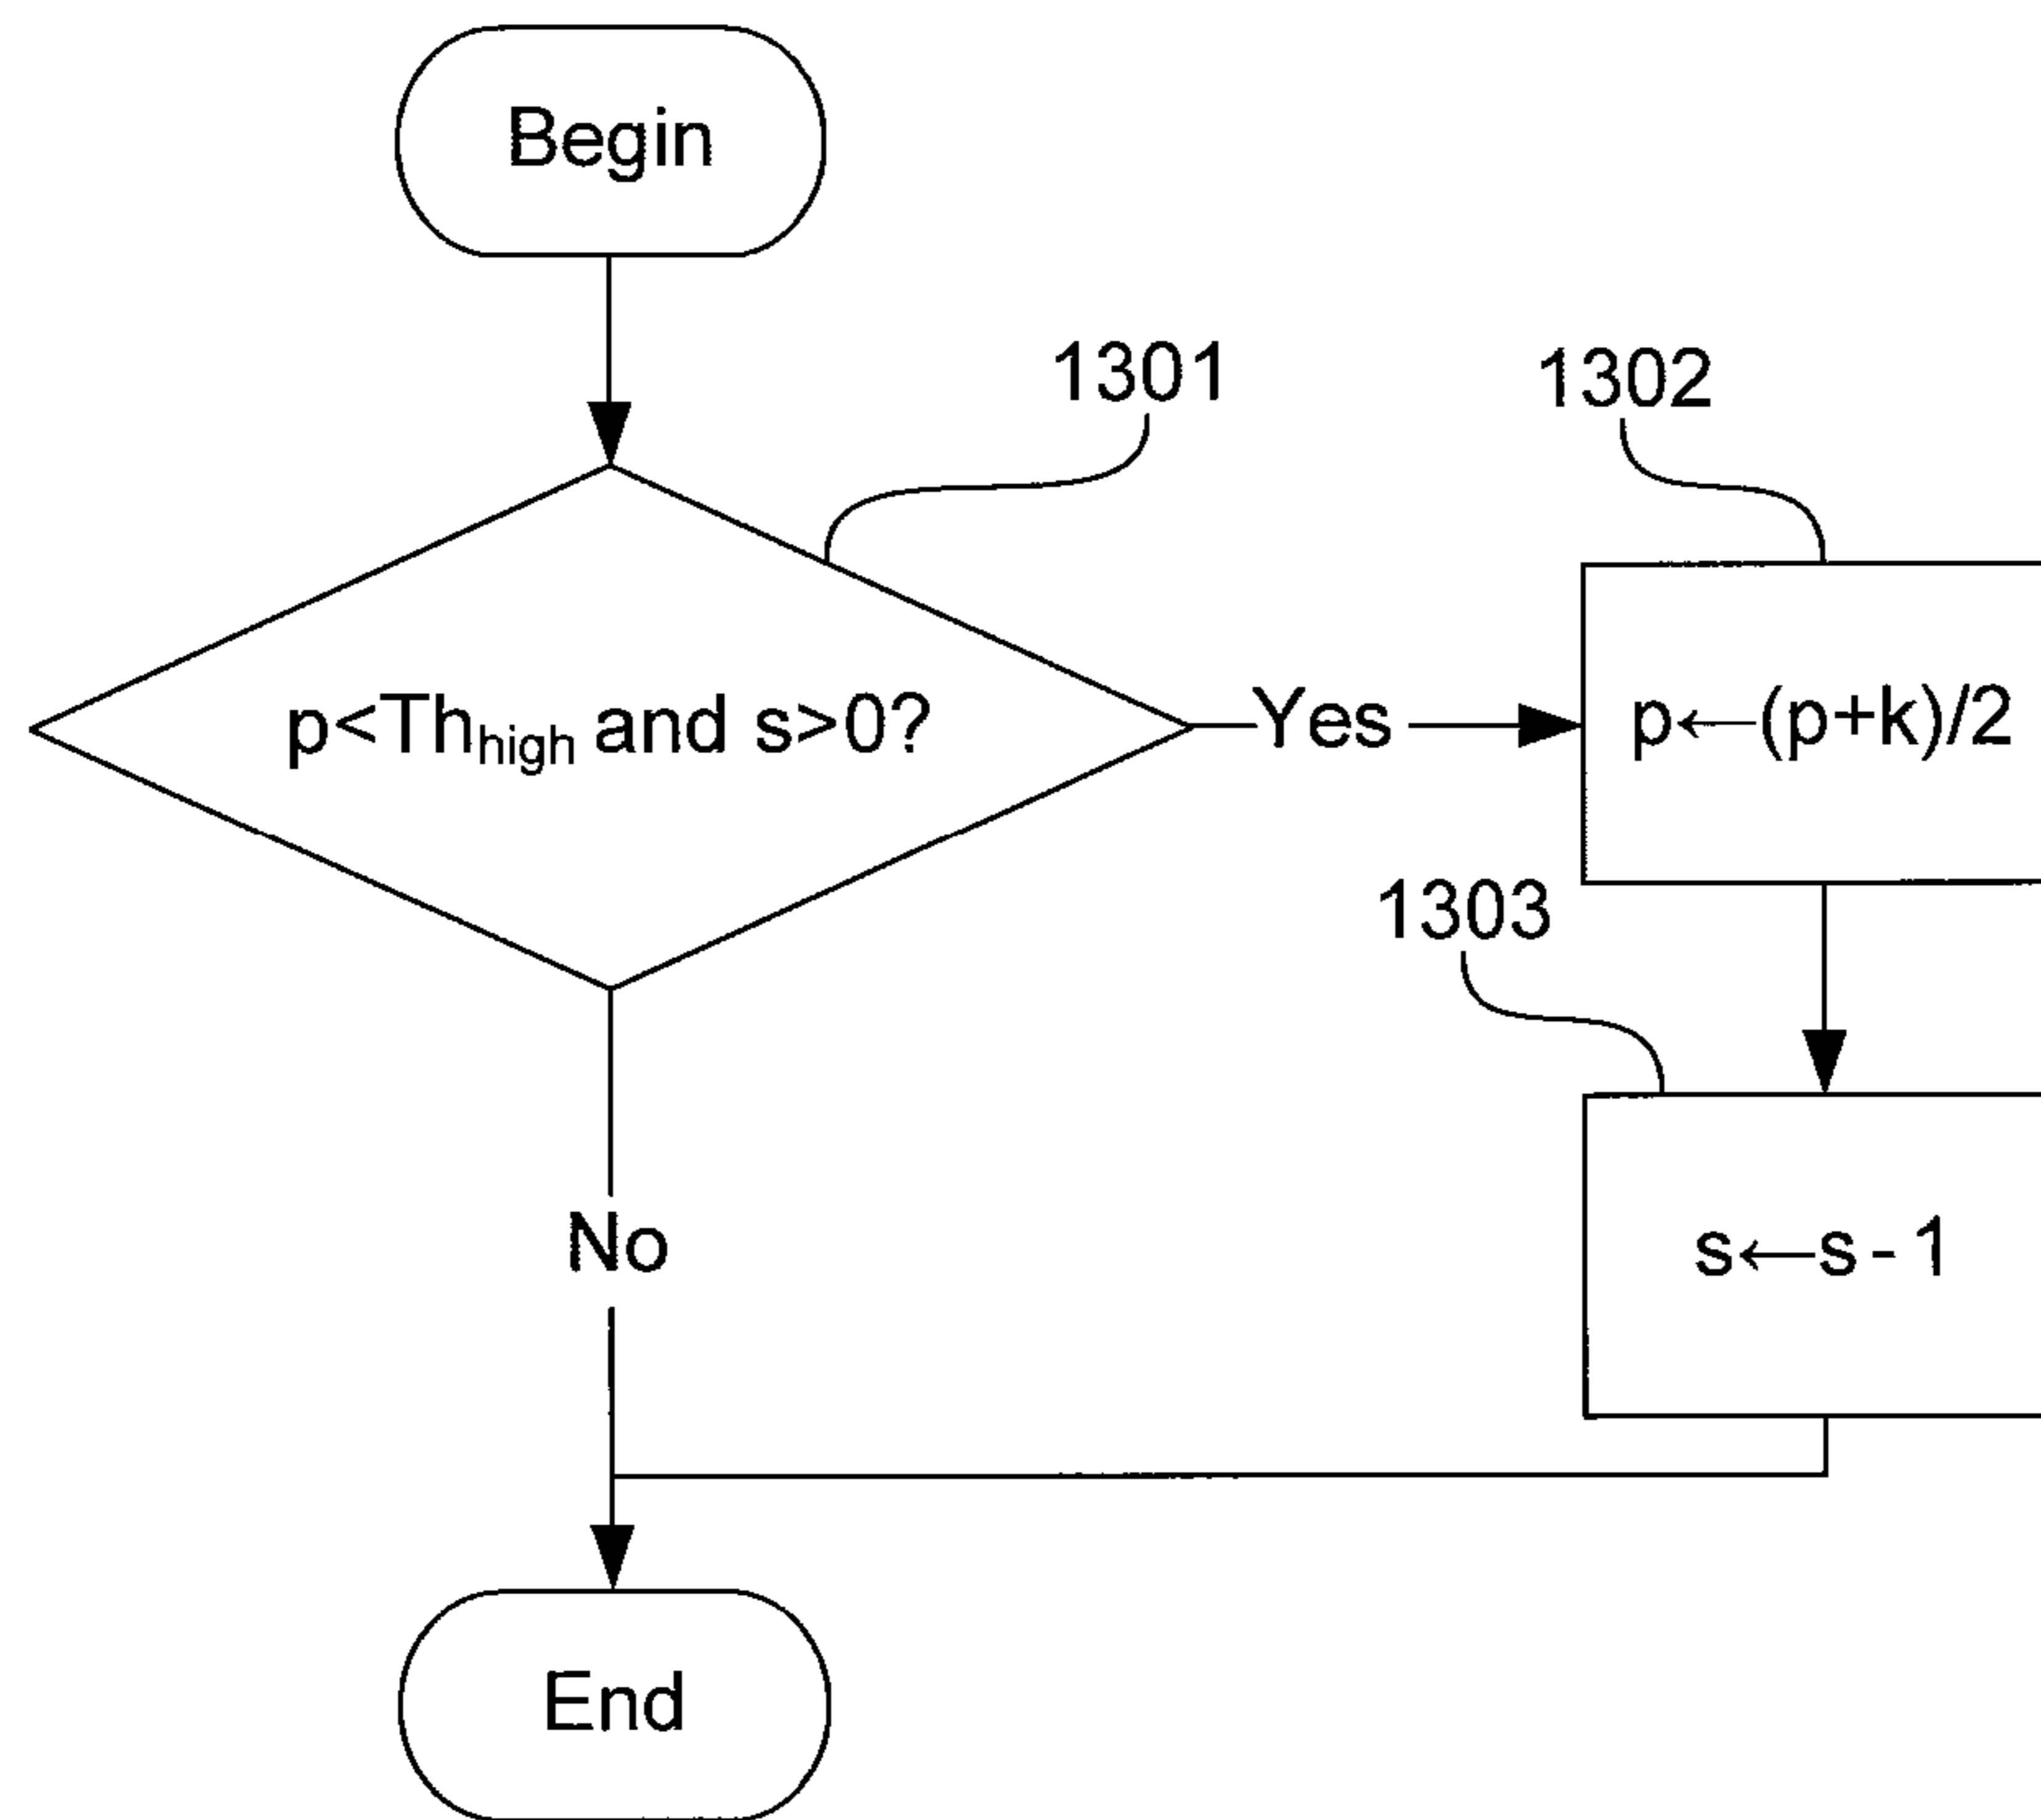 Begin
1301
1302
p<Thhigh and s>0?
Yes
p←(p+k)/2
1303
s←s-1
No
End